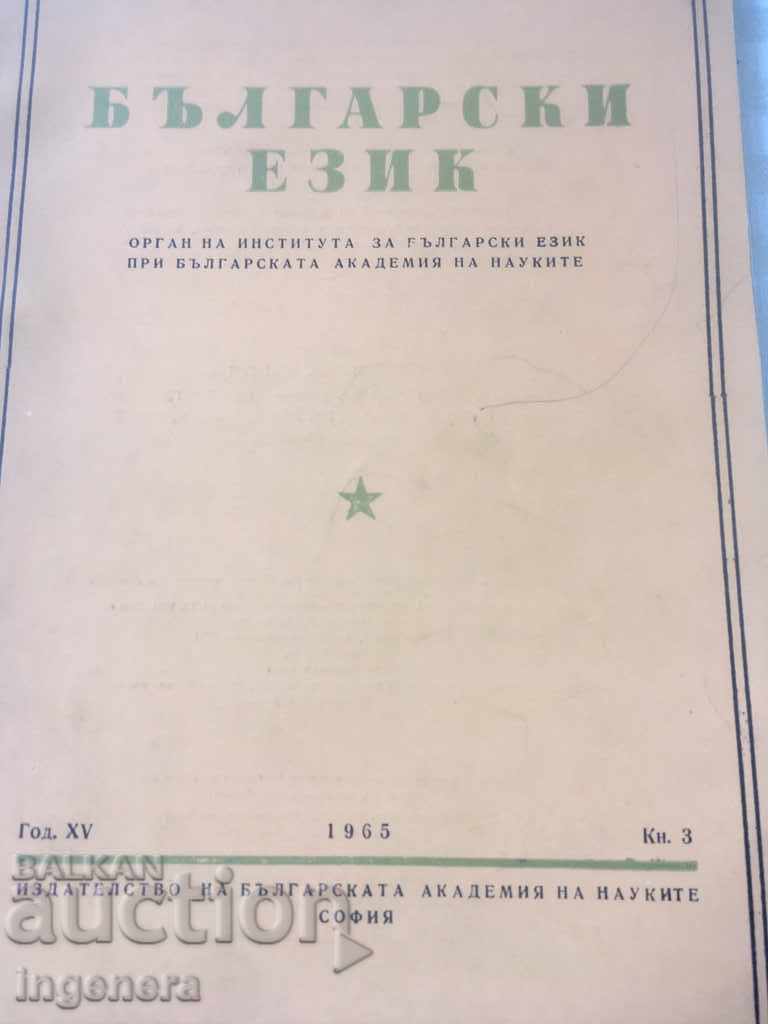 БЪЛГАРСКИ
ЕЗИК
ОРГАН НА ИНСТИТУТА ЗА БЪЛГАРСКИ ЕЗИК
ПРИ БЪЛГАРСКАТА АКАДЕМИЯ НА НАУКИТЕ
Год. XV 1965 Кн. 3
ИЗДАТЕЛСТВО НА БЪЛГАРСКАТА АКАДЕМИЯ НА НАУКИТЕ
СОФИЯ
BALKAN
auction
ingenera